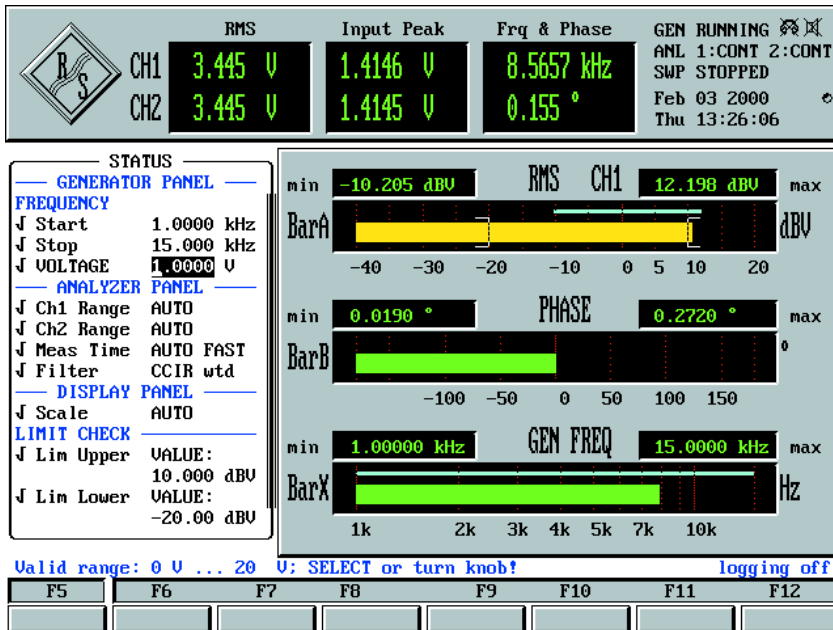 RMS Input Peak Frq & Phase GEN RUNNING
R S CH1 3.445 V 1.4146 V 8.5657 kHz ANL 1:CONT 2:CONT
SWP STOPPED
CH2 3.445 V 1.4145 V 0.155 ° Feb 03 2000
Thu 13:26:06
STATUS
GENERATOR PANEL
FREQUENCY
√ Start 1.0000 kHz
√ Stop 15.000 kHz
√ VOLTAGE 1.0000 V
ANALYZER PANEL
√ Ch1 Range AUTO
√ Ch2 Range AUTO
√ Meas Time AUTO FAST
√ Filter CCIR wtd
DISPLAY PANEL
√ Scale AUTO
LIMIT CHECK
√ Lim Upper VALUE:
10.000 dBV
√ Lim Lower VALUE:
-20.00 dBV
min -10.205 dBV RMS CH1 12.198 dBV max
BarA dBV
-40 -30 -20 -10 0 5 10 20
min 0.0190 ° PHASE 0.2720 ° max
BarB °
-100 -50 0 50 100 150
min 1.00000 kHz GEN FREQ 15.0000 kHz max
BarX Hz
1k 2k 3k 4k 5k 7k 10k
Valid range: 0 V ... 20 V; SELECT or turn knob! logging off
F5 F6 F7 F8 F9 F10 F11 F12